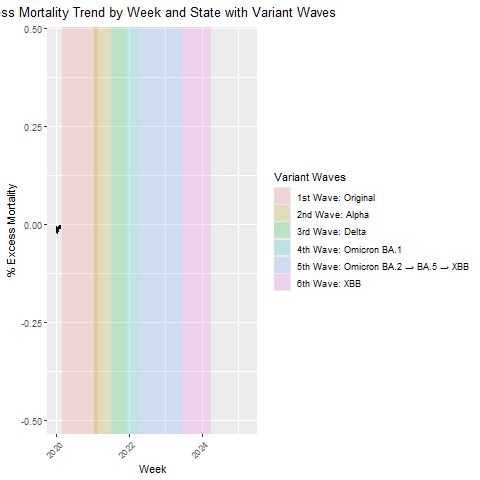 ss Mortality Trend by Week and State with Variant Waves
0.50
0.25
0.00
-0.25
-0.50
% Excess Mortality
2020
2022
2024
Week
Variant Waves
1st Wave: Original
2nd Wave: Alpha
3rd Wave: Delta
4th Wave: Omicron BA.1
5th Wave: Omicron BA.2 → BA.5 → XBB
6th Wave: XBB